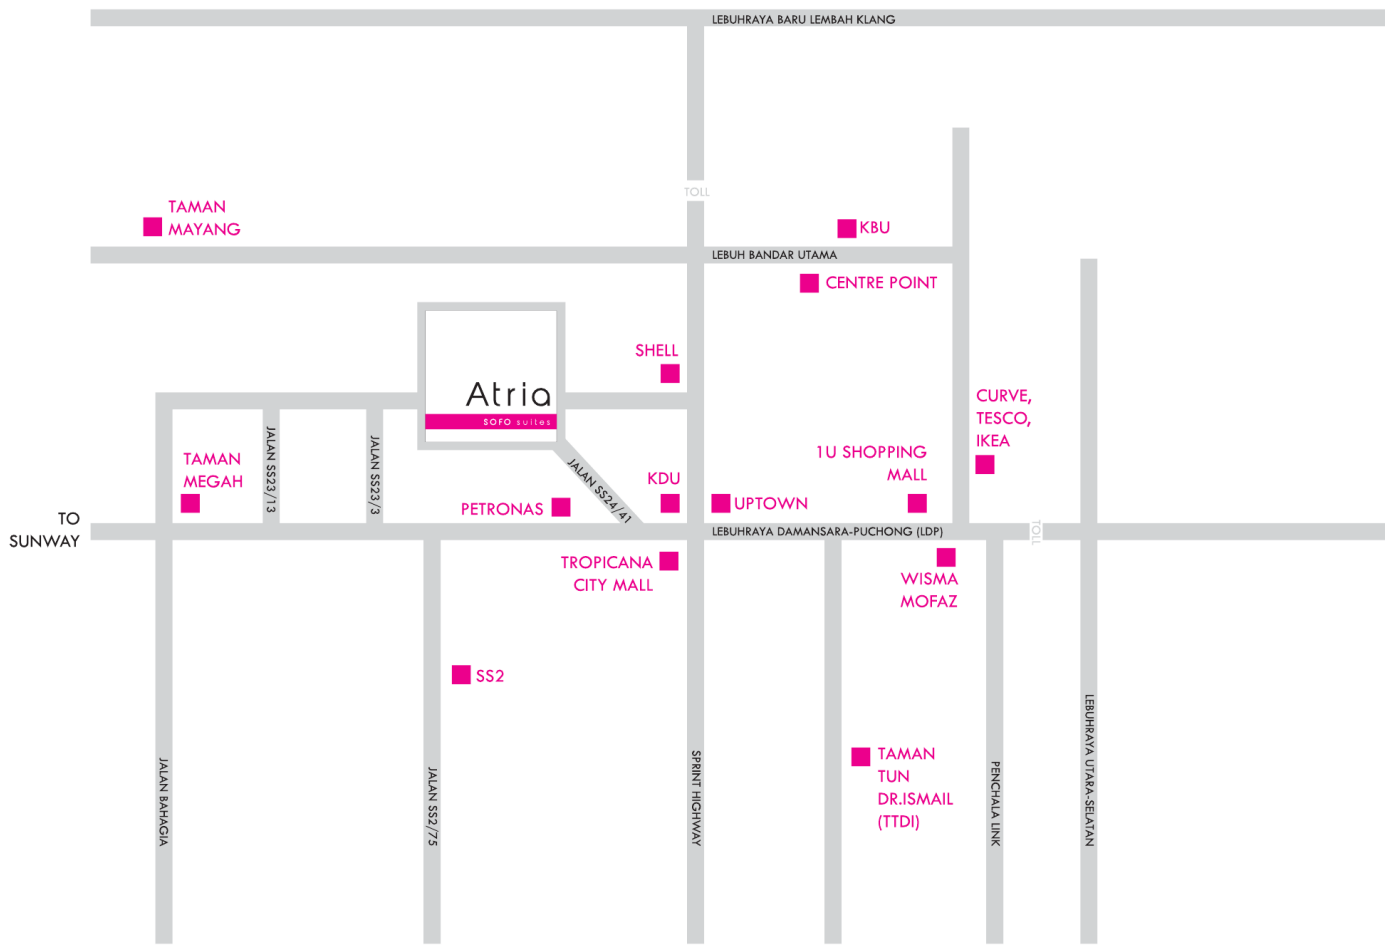 LEBUHRAYA BARU LEMBAH KLANG
TOLL
TAMAN
MAYANG
KBU
LEBUH BANDAR UTAMA
CENTRE POINT
SHELL
Atria
SOFO suites
CURVE,
TESCO,
IKEA
JALAN SS23/13
JALAN SS23/3
TAMAN
MEGAH
JALAN SS24/41
KDU
1U SHOPPING
MALL
PETRONAS
UPTOWN
TO
SUNWAY
LEBUHRAYA DAMANSARA-PUCHONG (LDP)
TOLL
TROPICANA
CITY MALL
WISMA
MOFAZ
SS2
TAMAN
TUN
DR.ISMAIL
(TTDI)
JALAN BAHAGIA
JALAN SS2/75
SPRINT HIGHWAY
PENCHALA LINK
LEBUHRAYA UTARA-SELATAN